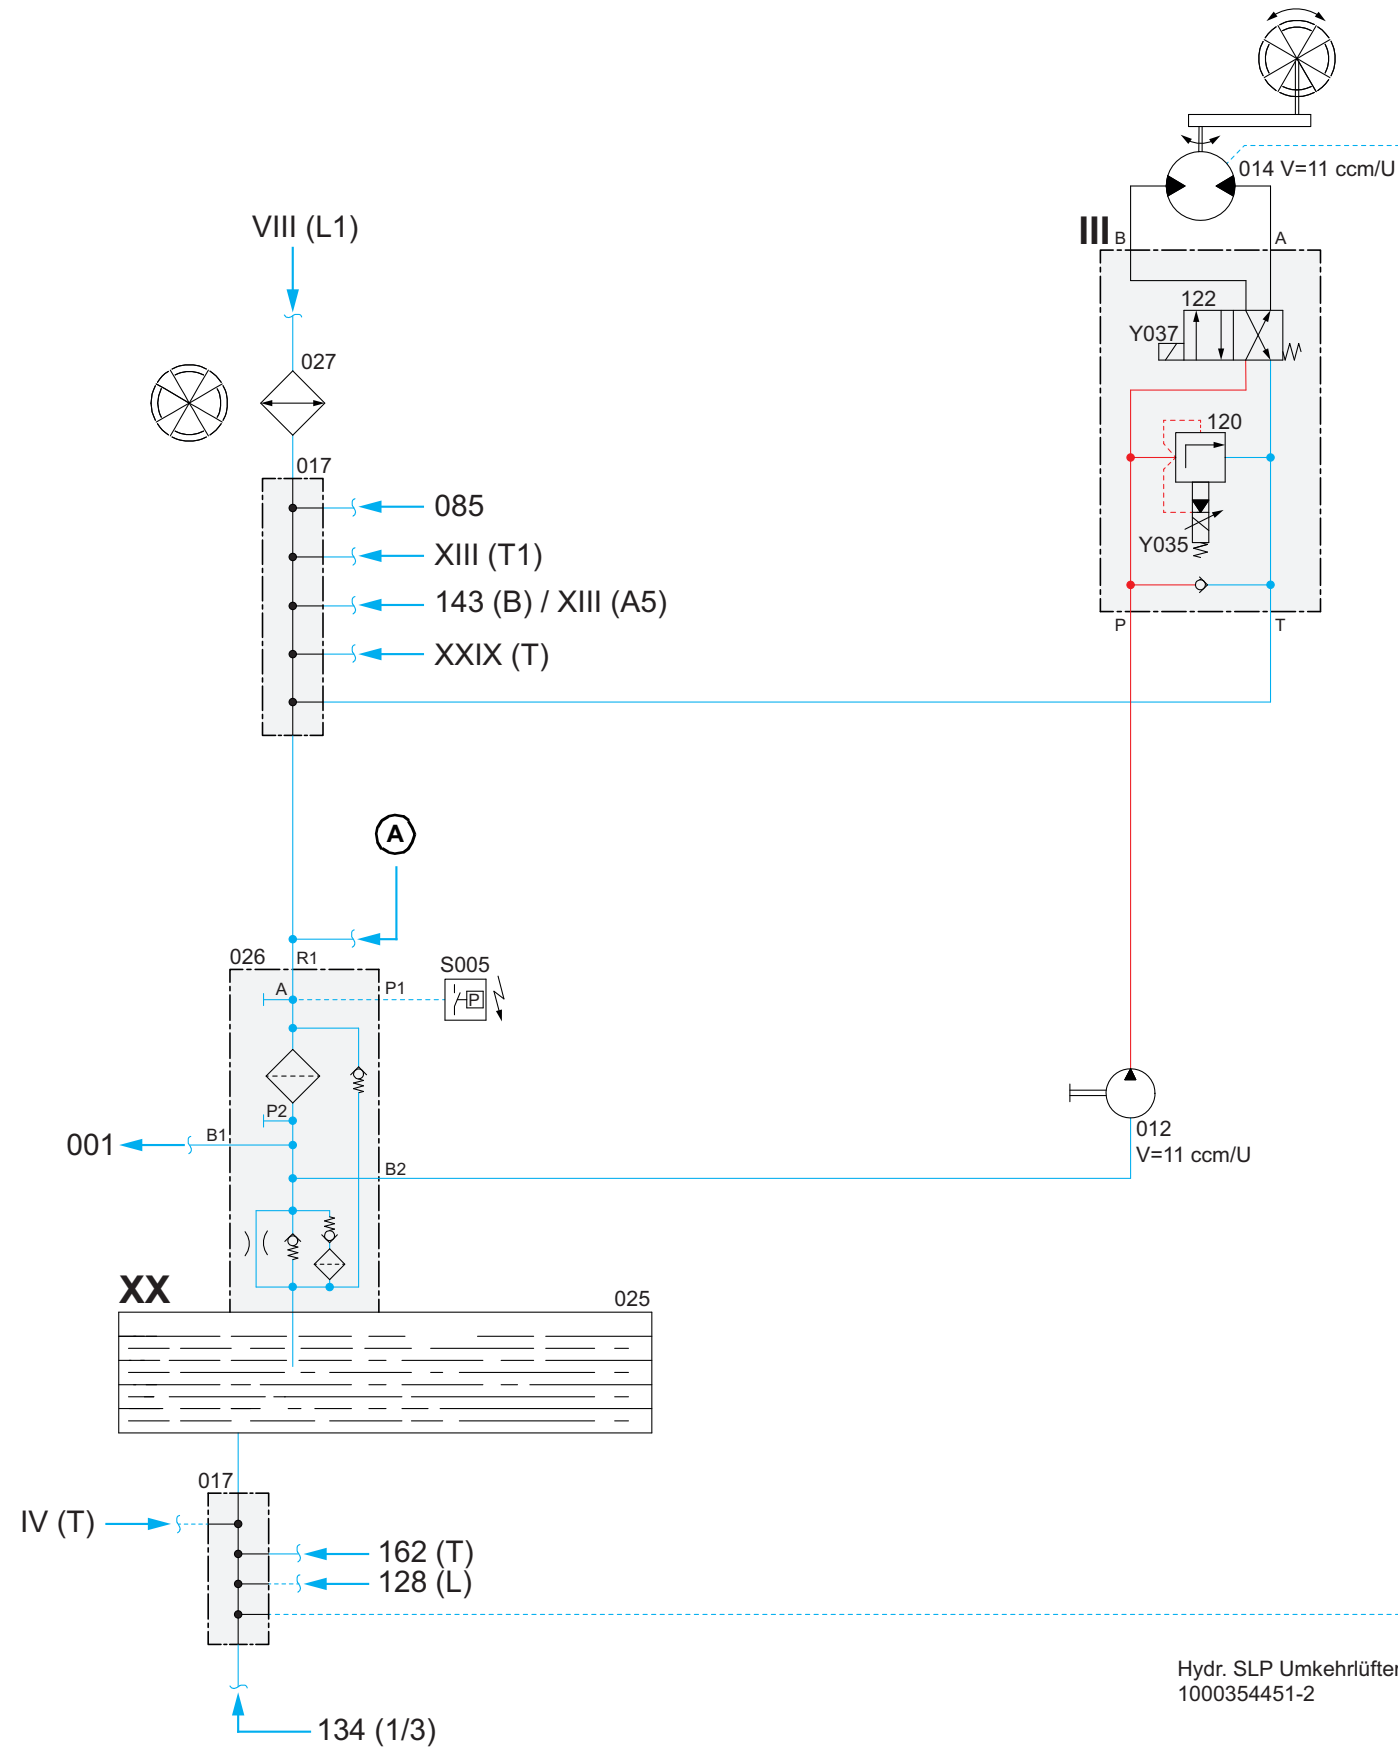 014 V=11 ccm/U
VIII (L1)
III
B
A
122
Y037
027
120
017
085
XIII (T1)
Y035
143 (B) / XIII (A5)
P
T
XXIX (T)
A
026
R1
S005
A
P1
P
P2
001
B1
012
V=11 ccm/U
B2
XX
025
017
IV (T)
162 (T)
128 (L)
Hydr. SLP Umkehrlüfter
1000354451-2
134 (1/3)